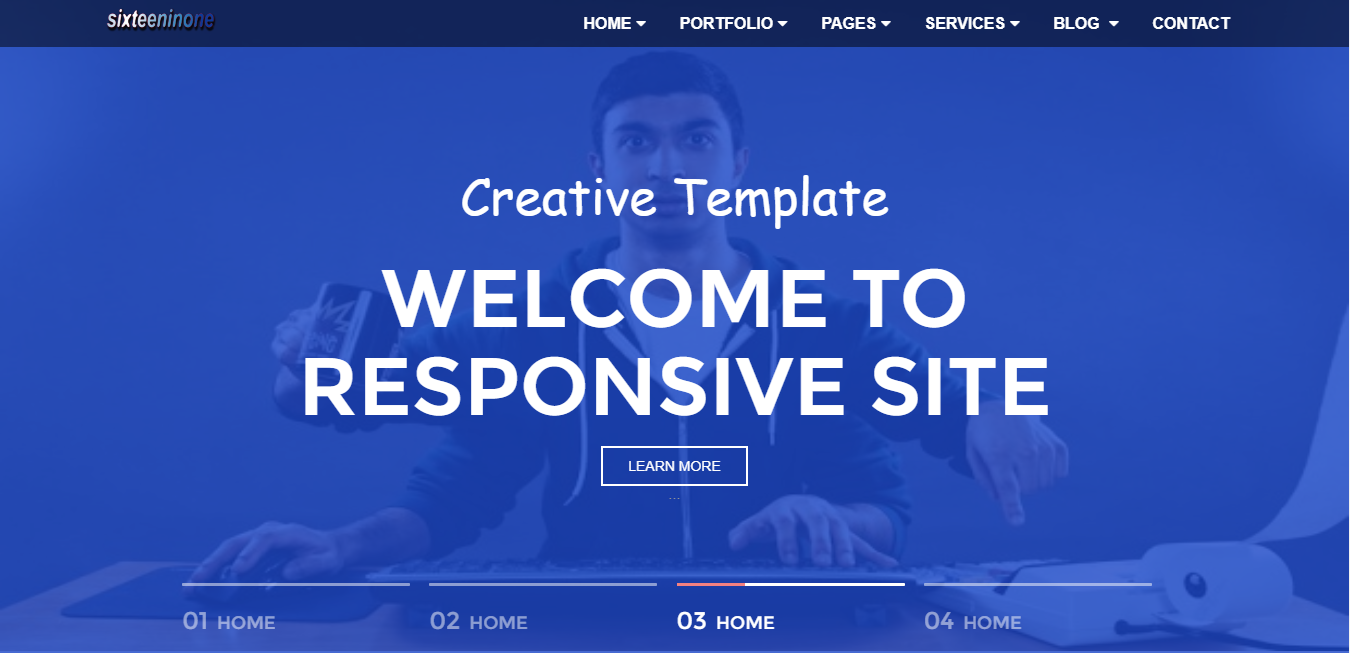 sixteeninone
HOME PORTFOLIO PAGES SERVICES BLOG CONTACT
Creative Template
WELCOME TO
RESPONSIVE SITE
LEARN MORE
...
01 HOME 02 HOME 03 HOME 04 HOME